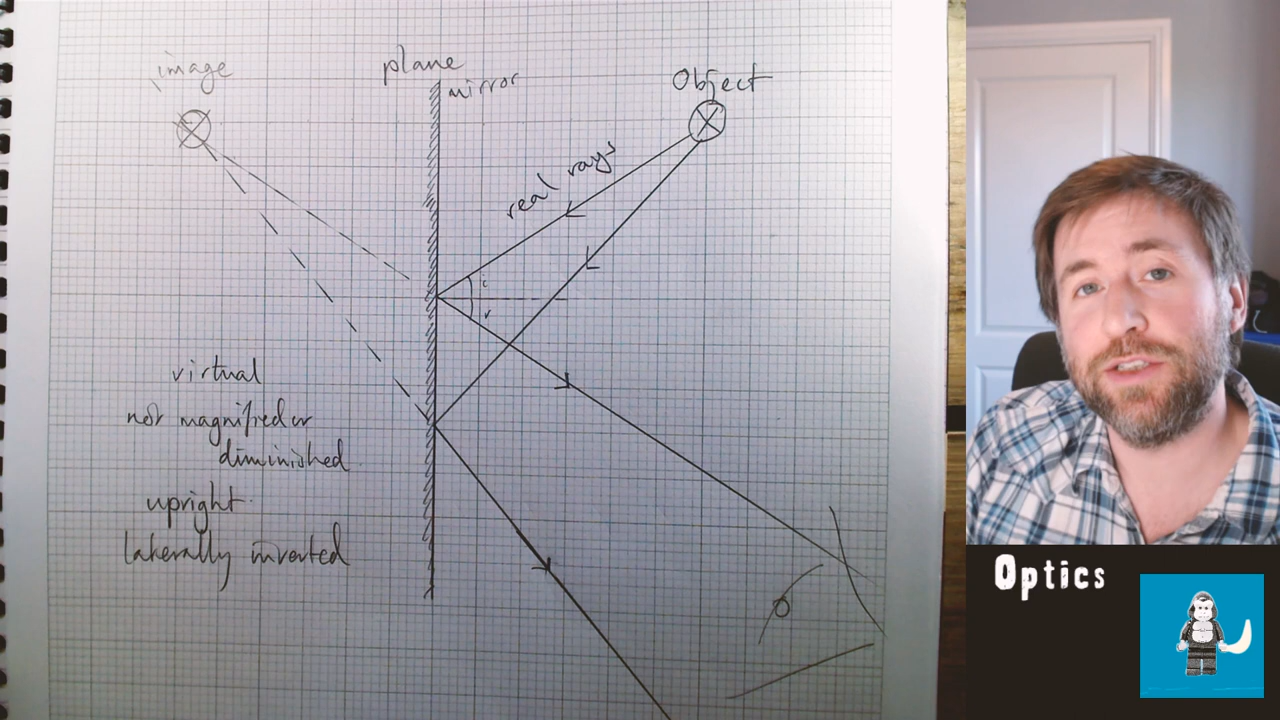 image
plane
mirror
Object
real rays
i
r
virtual
not magnified or
diminished
upright
laterally inverted
Optics